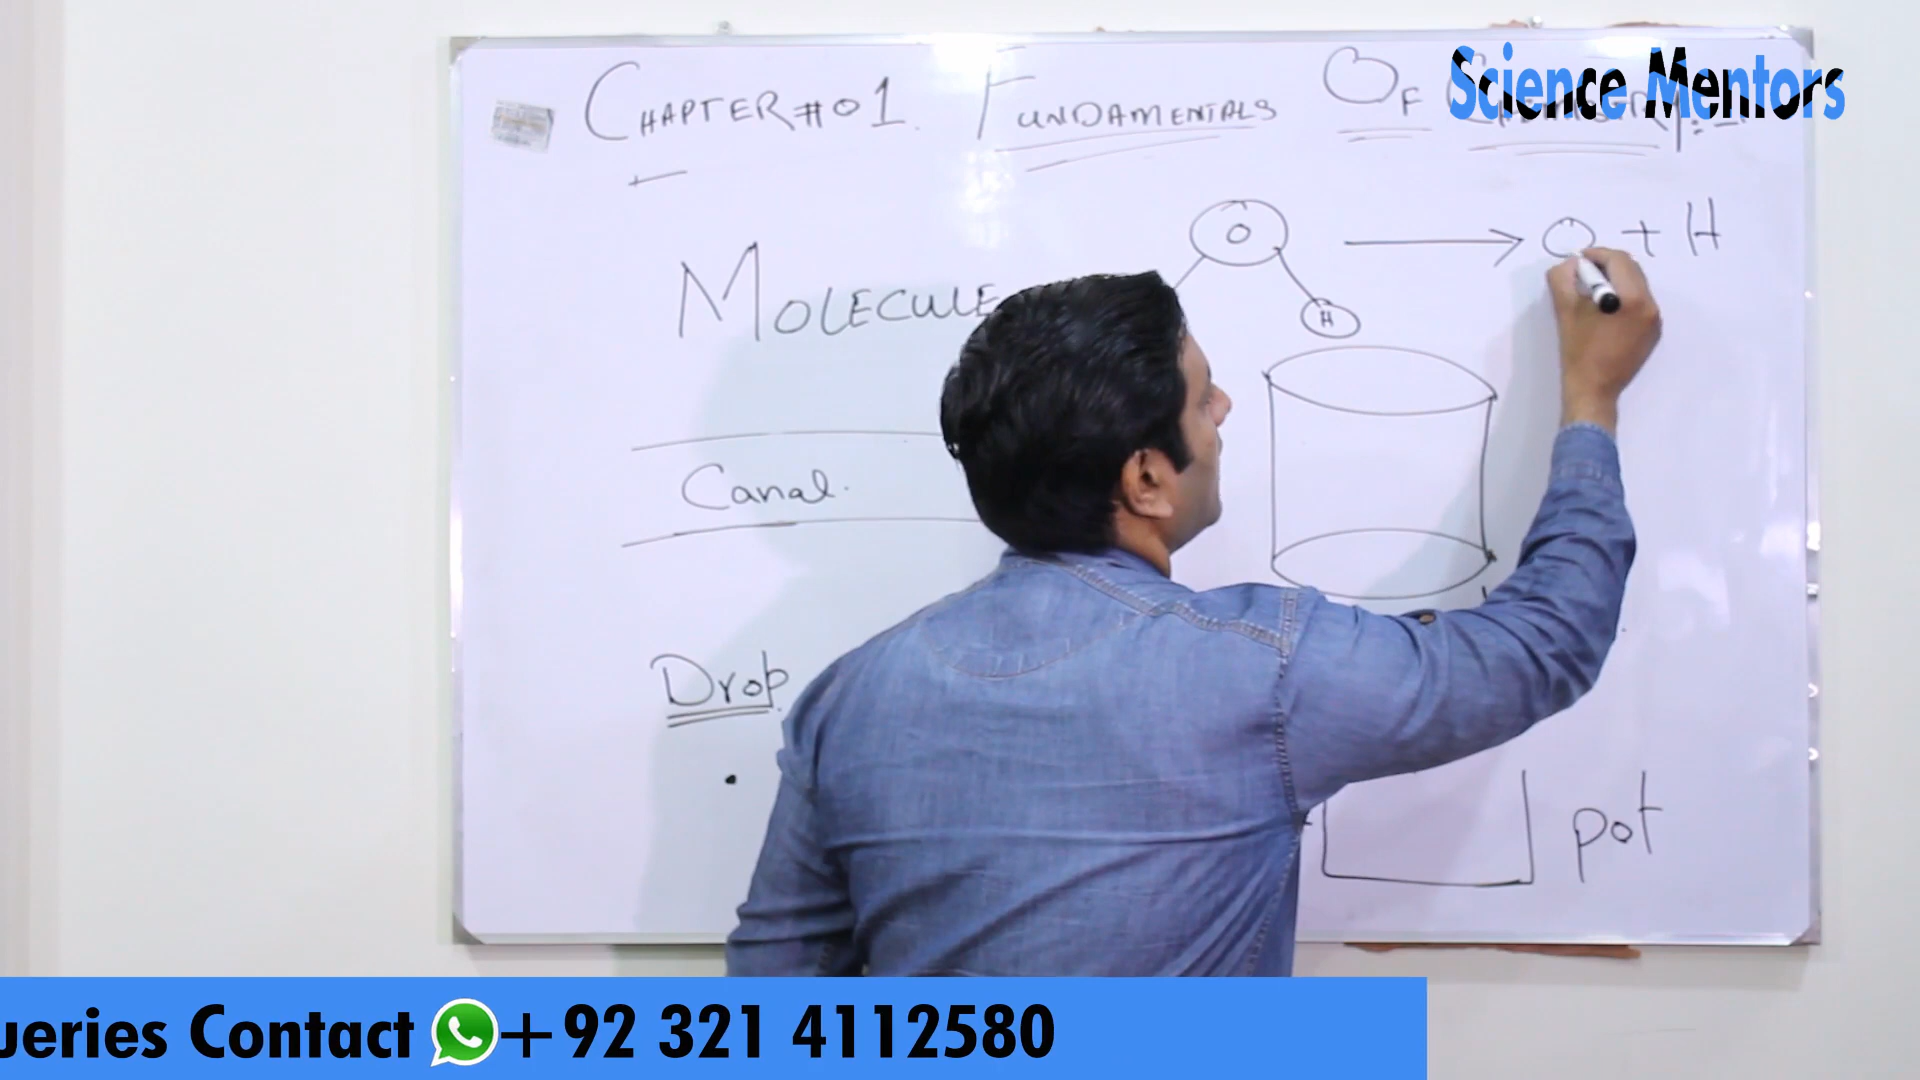 CHAPTER # 01. FUNDAMENTALS OF
Science Mentors
O → O + H
MOLECULE
H
Canal.
Drop
pot
ueries Contact +92 321 4112580